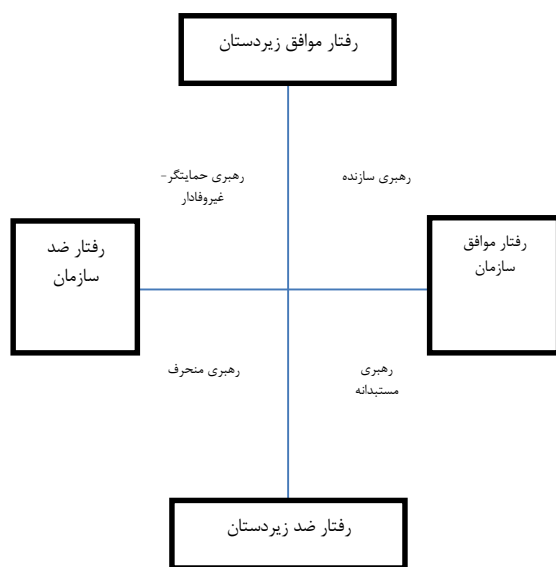 رفتار موافق زیردستان
رهبری سازنده
رهبری حمایتگر-
غیروفادار
رفتار موافق
سازمان
رفتار ضد
سازمان
رهبری
مستبدانه
رهبری منحرف
رفتار ضد زیردستان